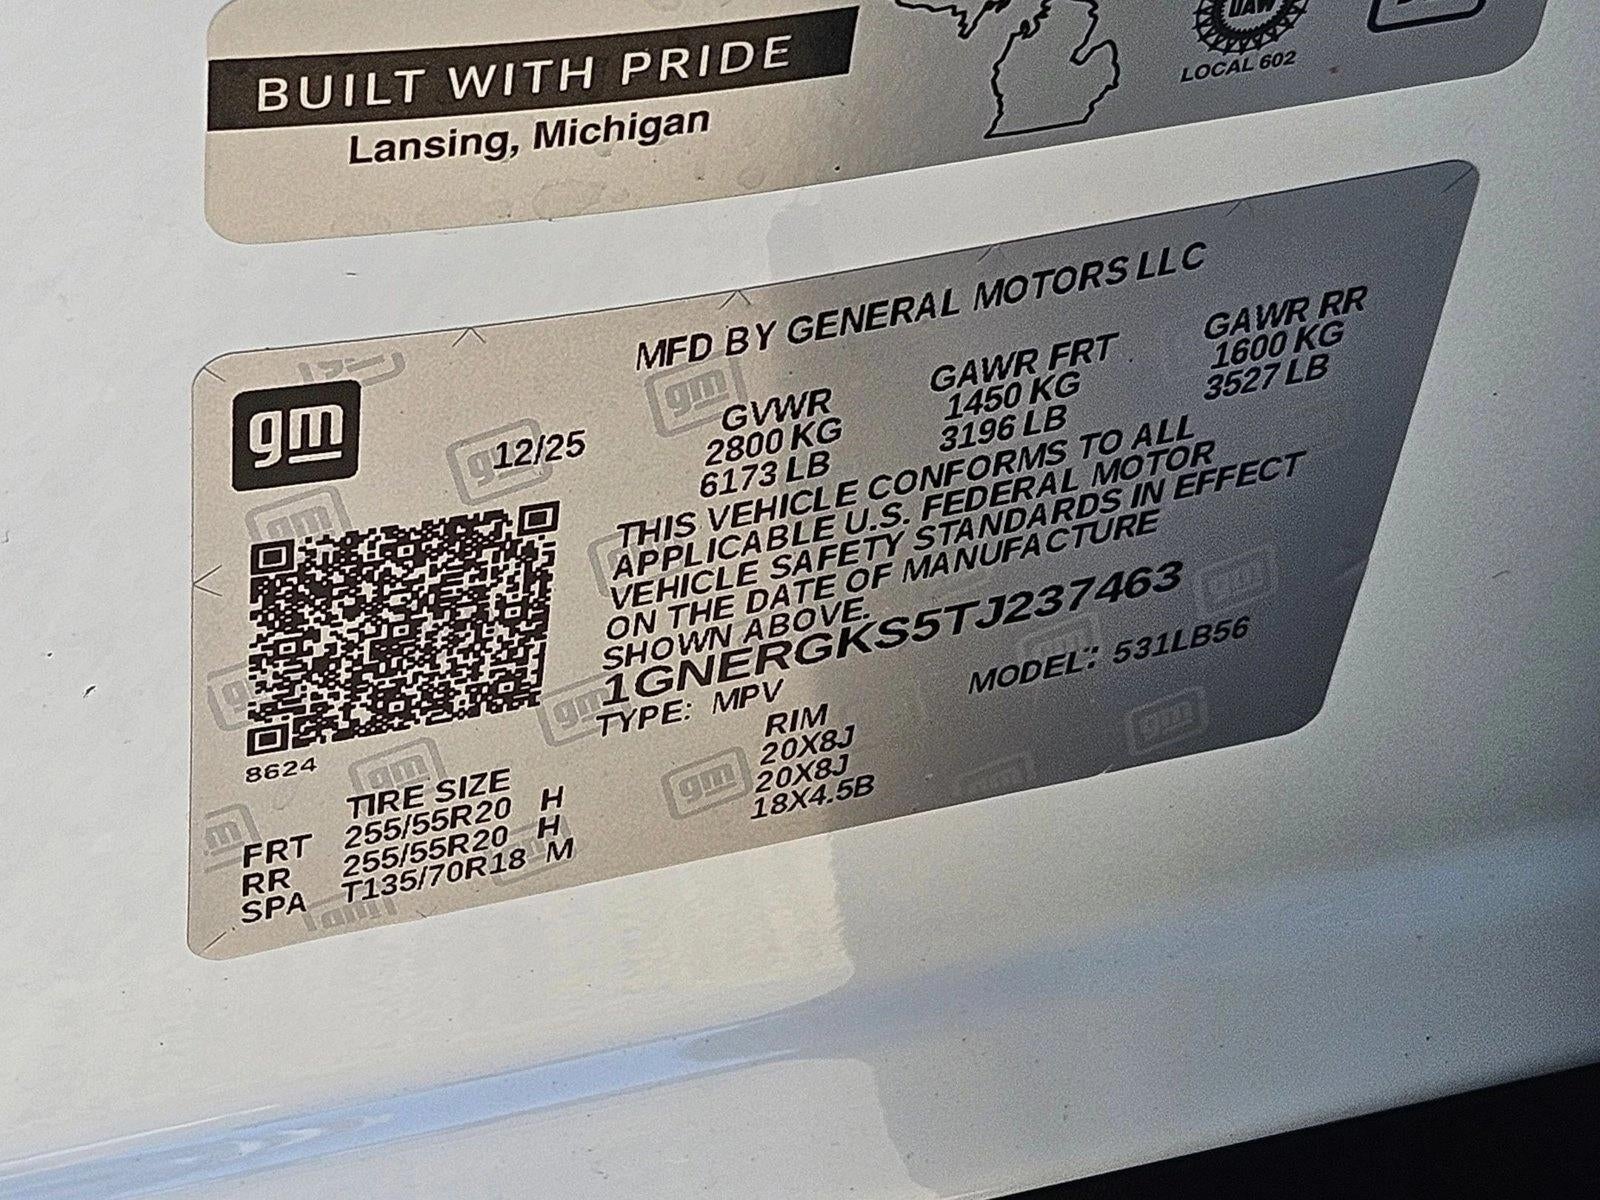 BUILT WITH PRIDE
Lansing, Michigan
UAW
LOCAL 602
MFD BY GENERAL MOTORS LLC
gm
12/25
GVWR GAWR FRT GAWR RR
2800 KG 1450 KG 1600 KG
6173 LB 3196 LB 3527 LB
THIS VEHICLE CONFORMS TO ALL
APPLICABLE U.S. FEDERAL MOTOR
VEHICLE SAFETY STANDARDS IN EFFECT
ON THE DATE OF MANUFACTURE
SHOWN ABOVE.
1GNERGKS5TJ237463
TYPE: MPV MODEL: 531LB56
8624
TIRE SIZE RIM
FRT 255/55R20 H 20X8J
RR 255/55R20 H 20X8J
SPA T135/70R18 M 18X4.5B